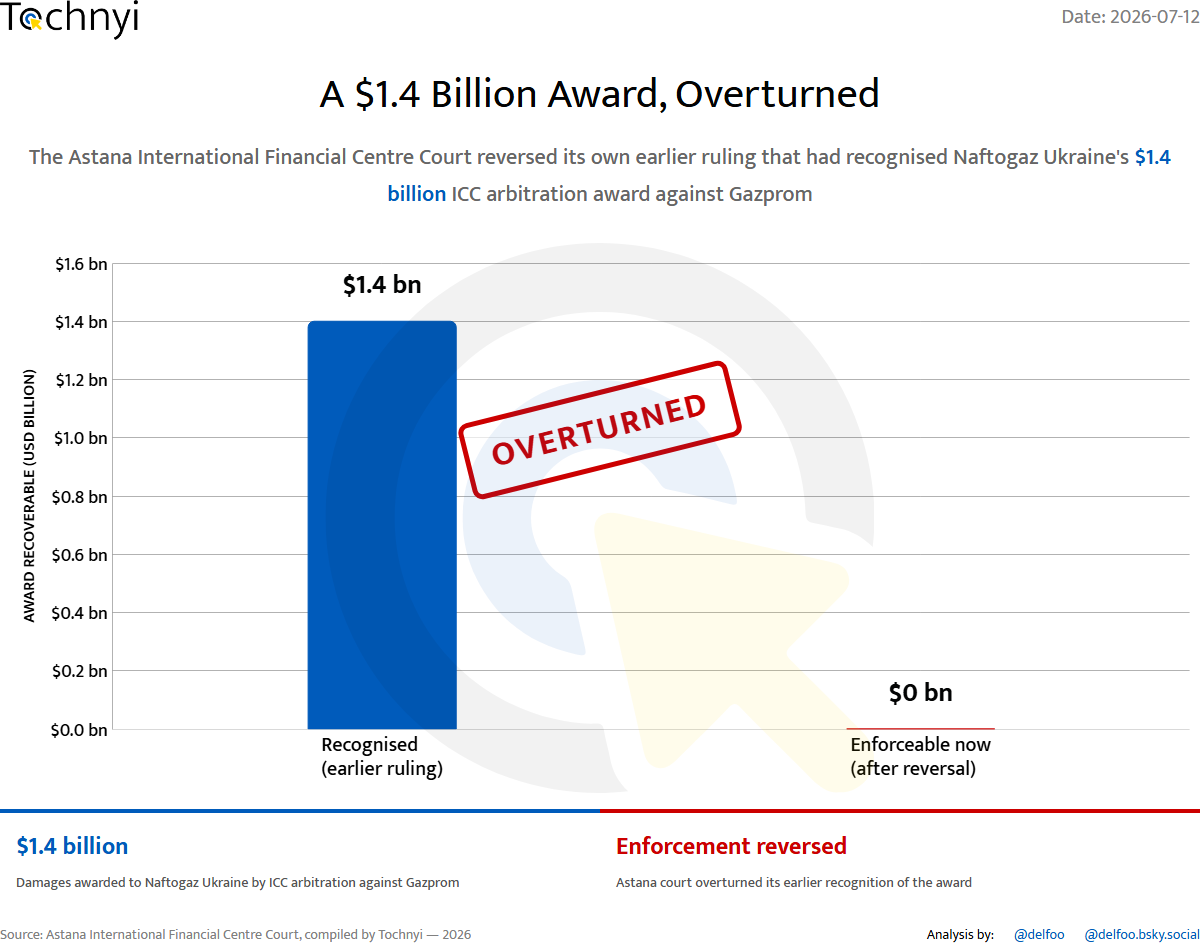 Tochnyi
Date: 2026-07-12
A $1.4 Billion Award, Overturned
The Astana International Financial Centre Court reversed its own earlier ruling that had recognised Naftogaz Ukraine's $1.4
billion ICC arbitration award against Gazprom
$1.6 bn
$1.4 bn
$1.2 bn
$1.0 bn
$0.8 bn
$0.6 bn
$0.4 bn
$0.2 bn
$0.0 bn
AWARD RECOVERABLE (USD BILLION)
$1.4 bn
OVERTURNED
$0 bn
Recognised
(earlier ruling)
Enforceable now
(after reversal)
$1.4 billion
Damages awarded to Naftogaz Ukraine by ICC arbitration against Gazprom
Enforcement reversed
Astana court overturned its earlier recognition of the award
Source: Astana International Financial Centre Court, compiled by Tochnyi — 2026
Analysis by: @delfoo @delfoo.bsky.social